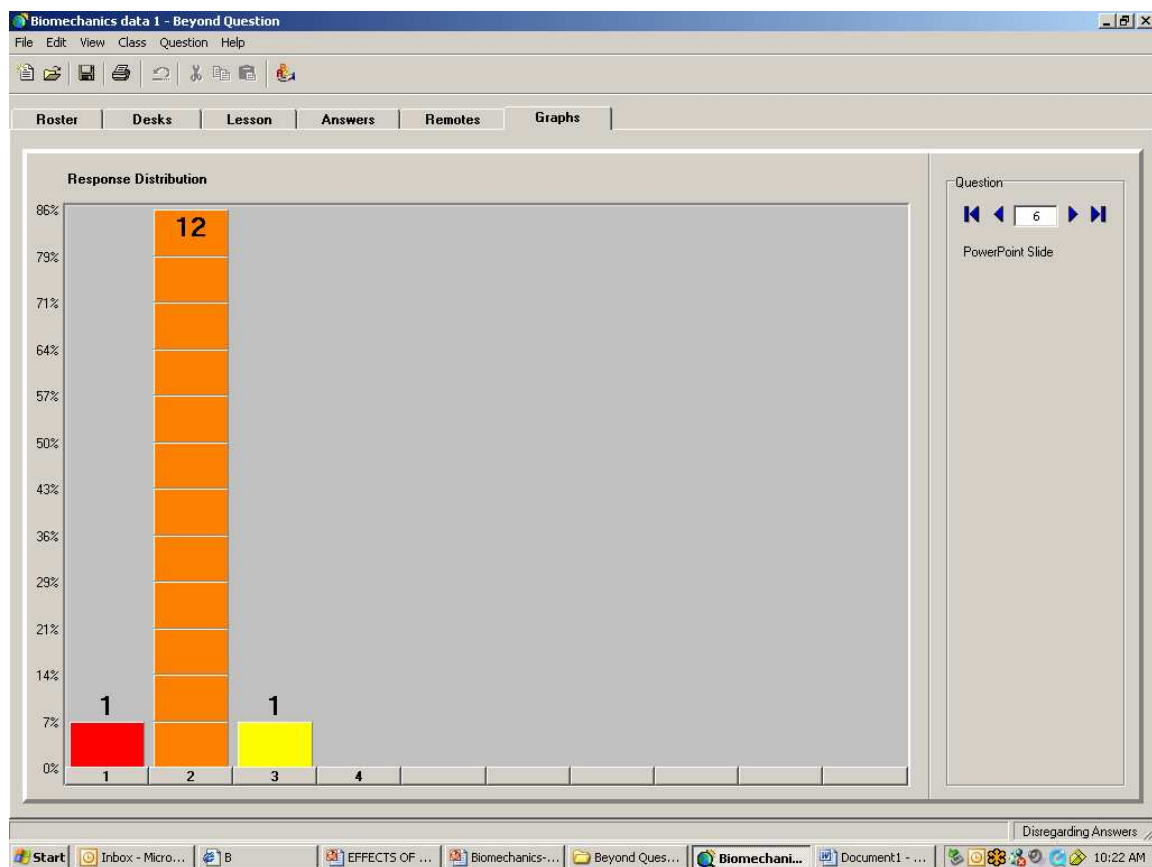 Biomechanics data 1 - Beyond Question
File Edit View Class Question Help
Roster Desks Lesson Answers Remotes Graphs
Response Distribution
Question
6
PowerPoint Slide
86%
79%
71%
64%
57%
50%
43%
36%
29%
21%
14%
7%
0%
12
1
1
1 2 3 4
Disregarding Answers
Start Inbox - Micro... B EFFECTS OF ... Biomechanics-... Beyond Ques... Biomechani... Document1 - ... 10:22 AM